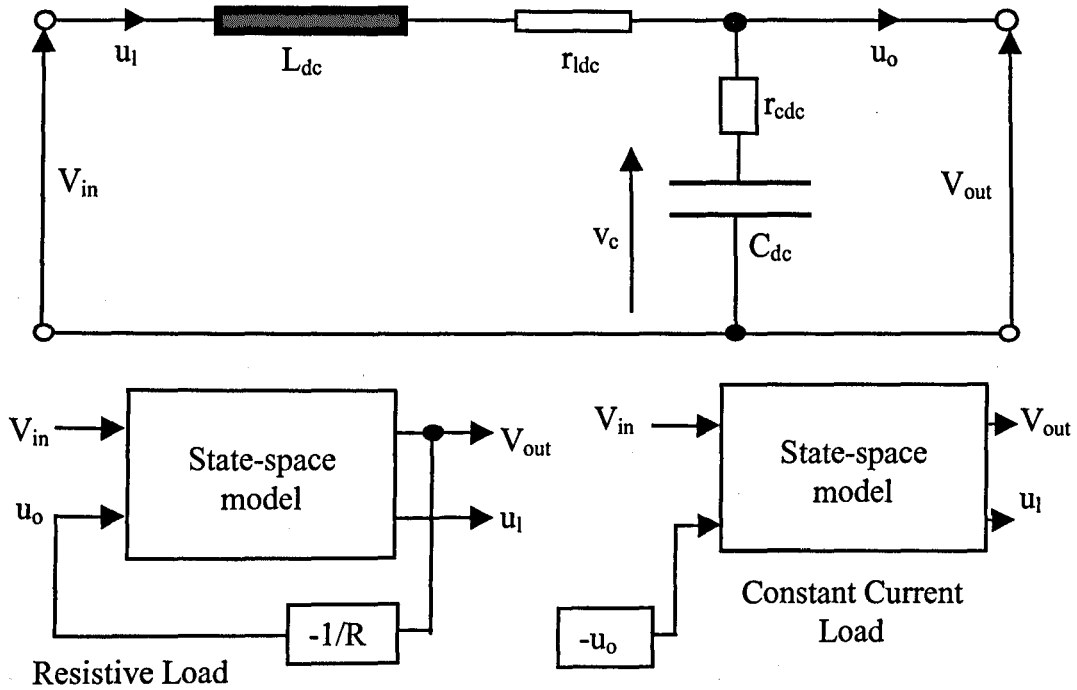 u_l
L_dc
r_ldc
u_o
r_cdc
V_in
v_c
C_dc
V_out
V_in
State-space
model
V_out
u_o
u_l
-1/R
Resistive Load
V_in
State-space
model
V_out
u_l
-u_o
Constant Current
Load